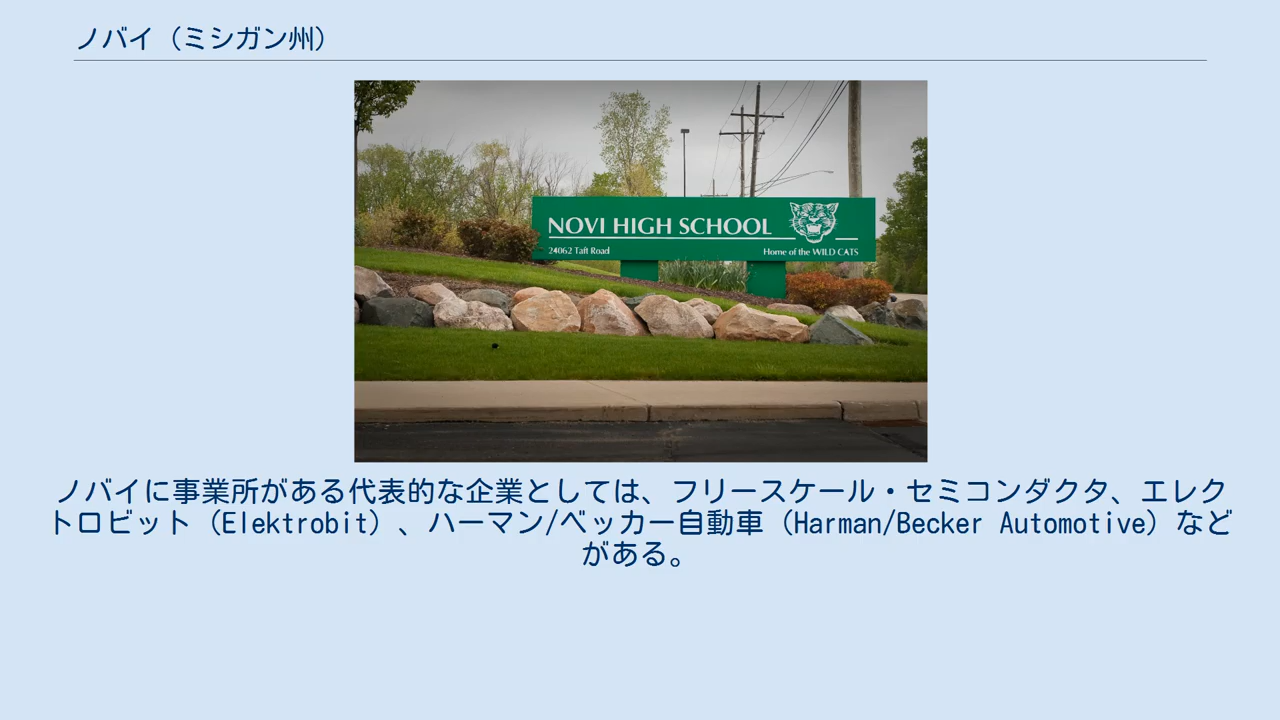 ノバイ（ミシガン州）
NOVI HIGH SCHOOL
24062 Taft Road
Home of the WILD CATS
ノバイに事業所がある代表的な企業としては、フリースケール・セミコンダクタ、エレク
トロビット（Elektrobit）、ハーマン/ベッカー自動車（Harman/Becker Automotive）など
がある。